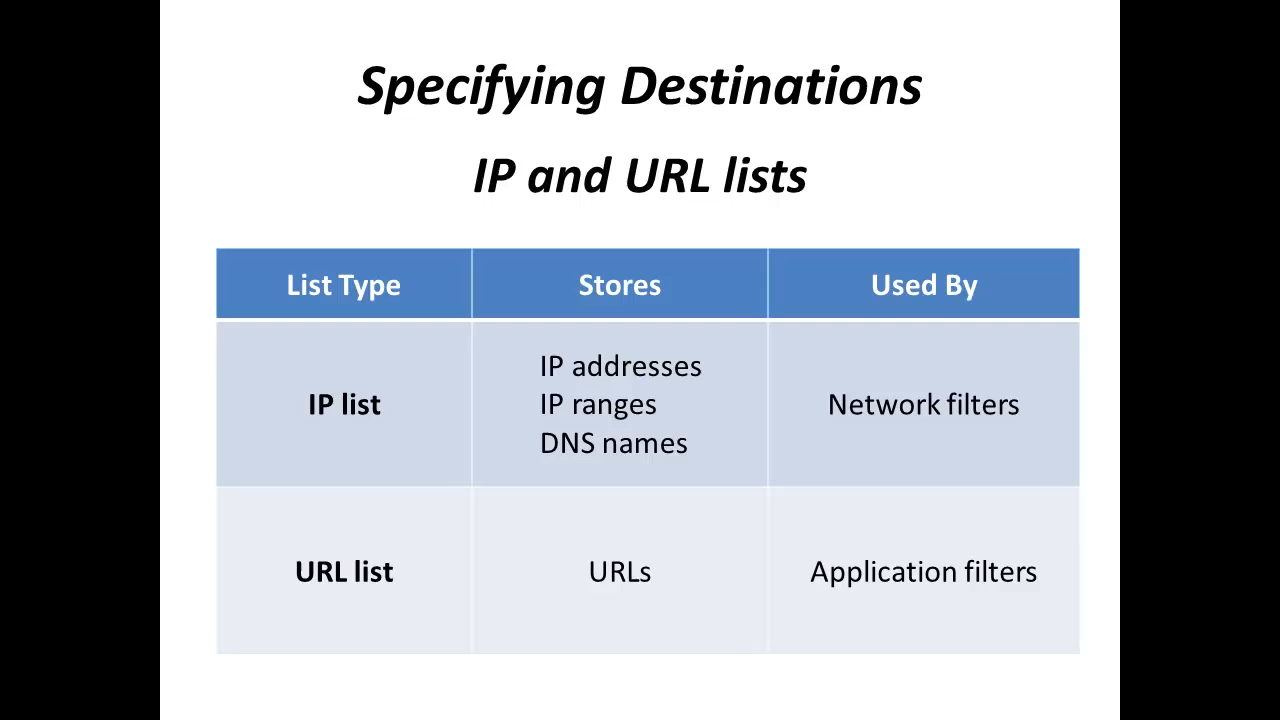 Specifying Destinations
IP and URL lists
List Type Stores Used By
IP list
IP addresses
IP ranges
DNS names
Network filters
URL list URLs Application filters